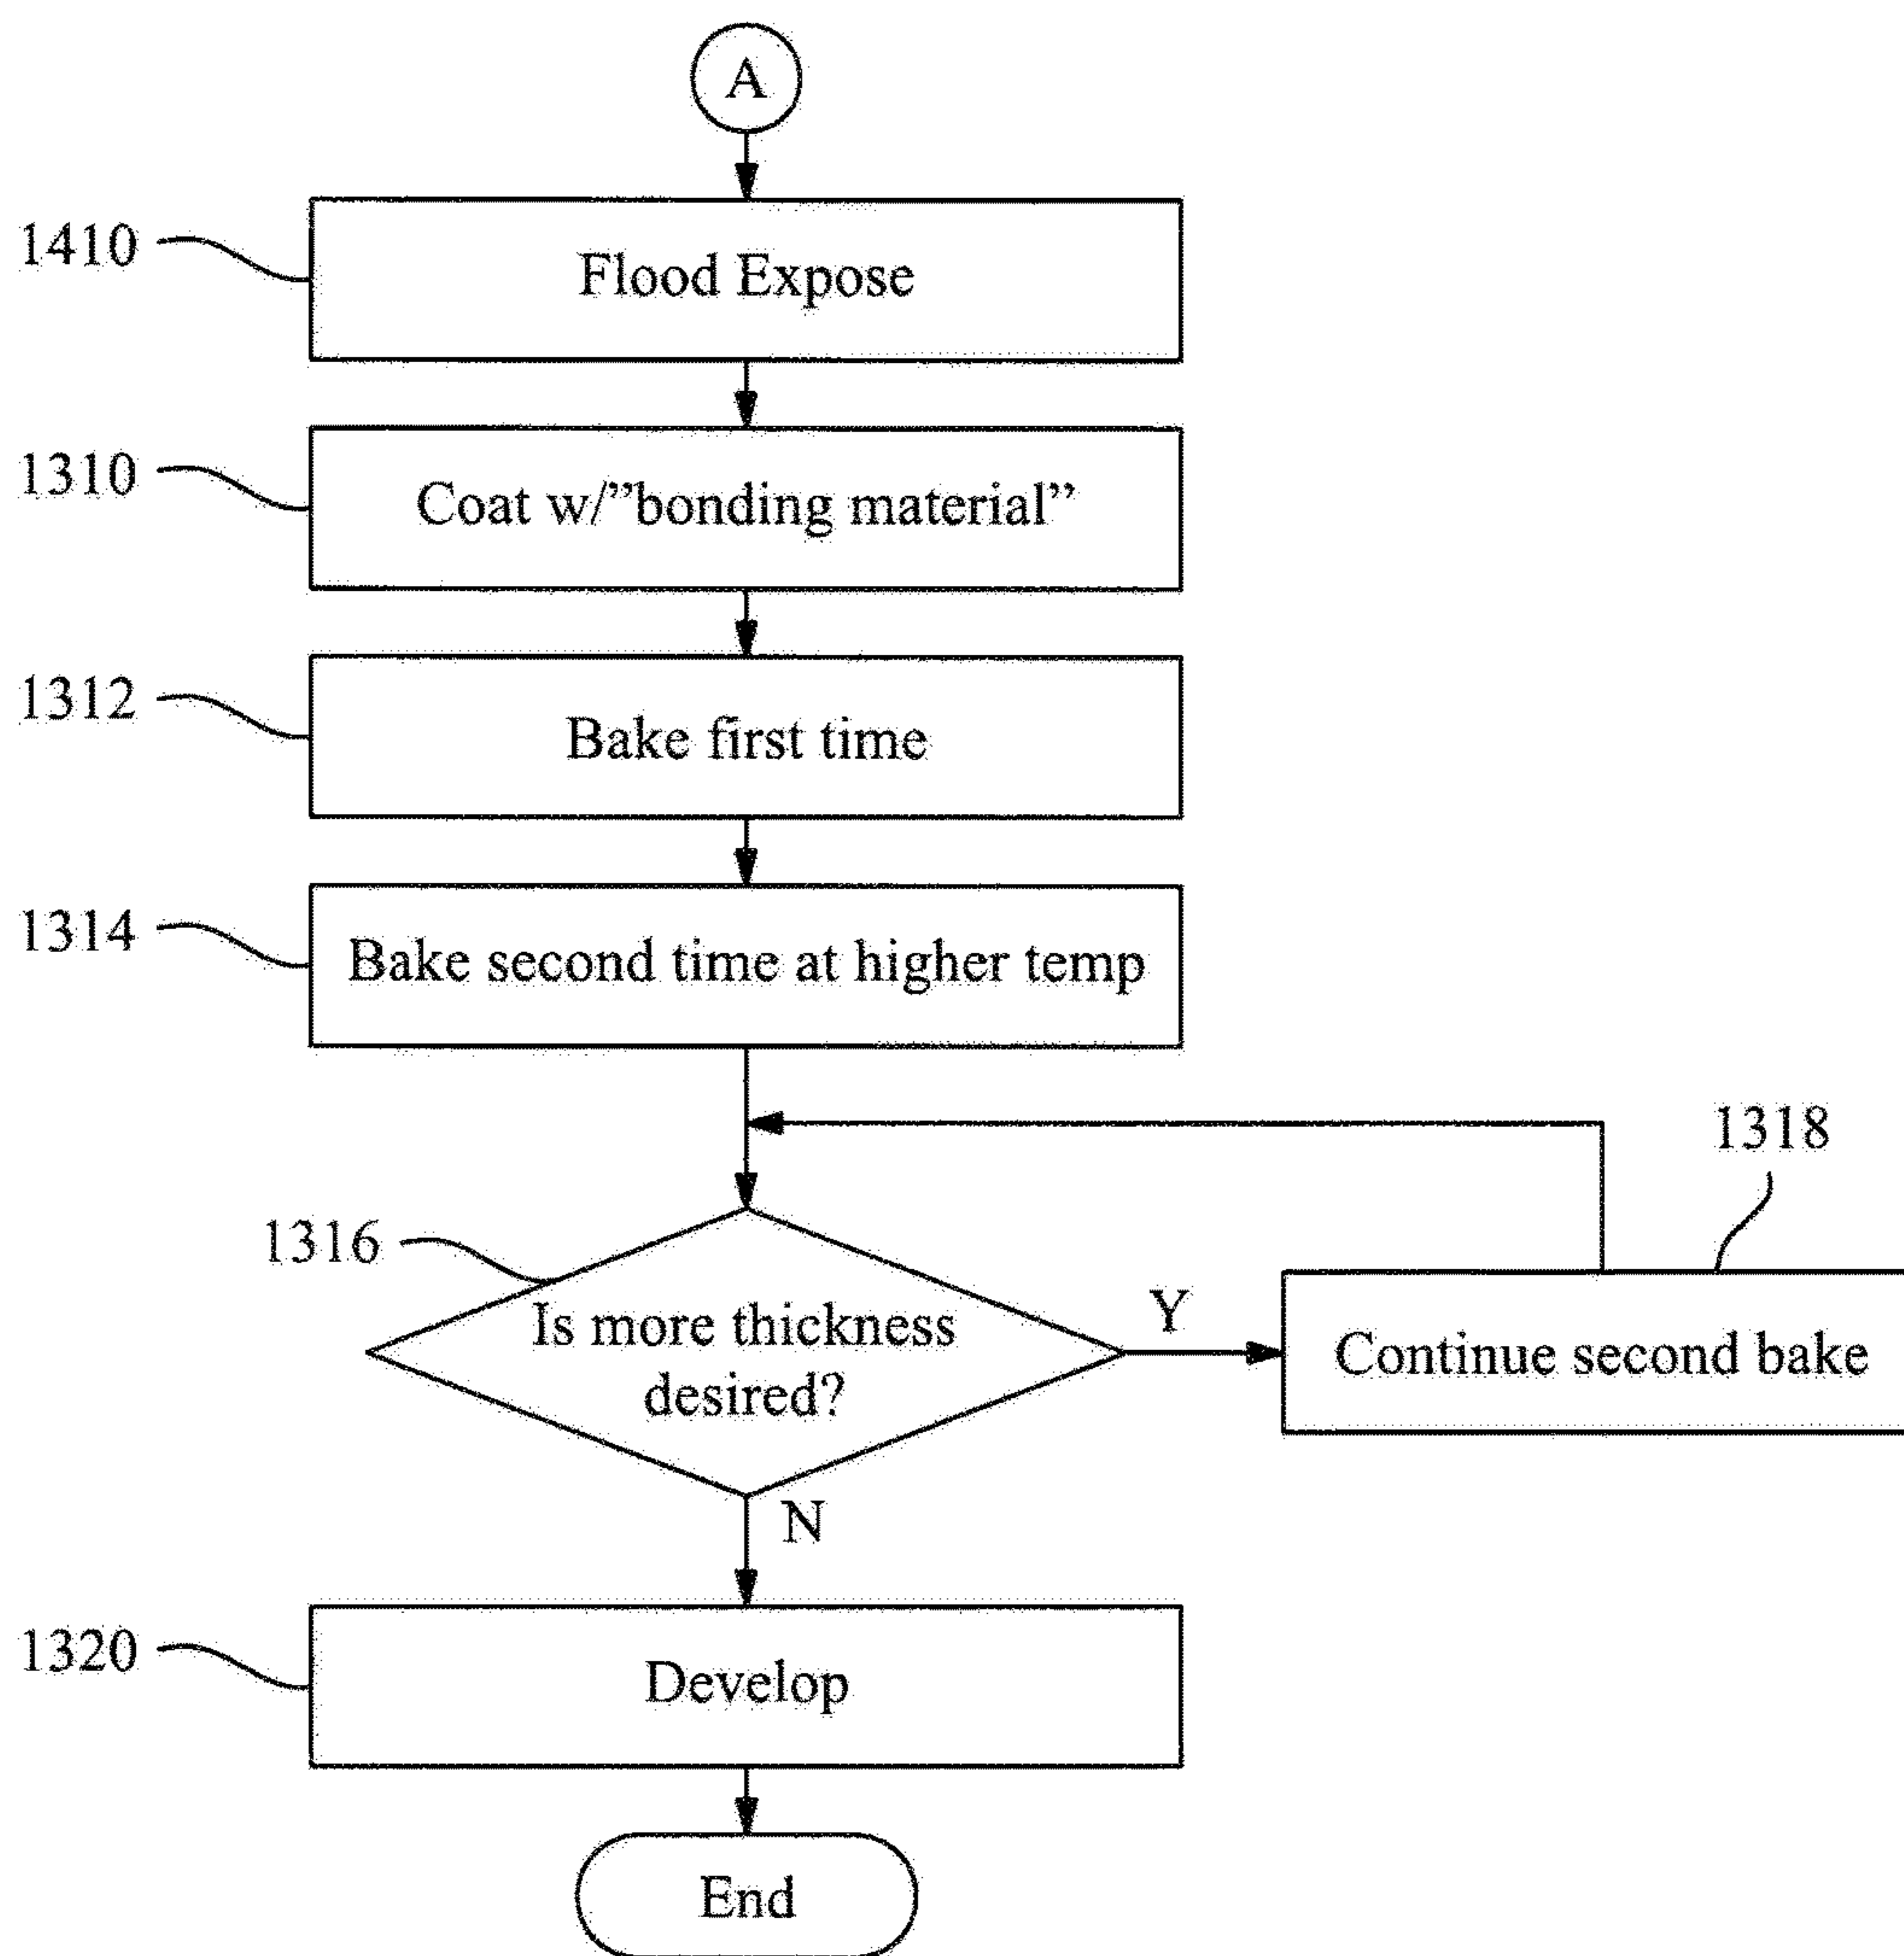 A
1410
Flood Expose
1310
Coat w/”bonding material”
1312
Bake first time
1314
Bake second time at higher temp
1318
1316
Is more thickness
desired?
Y
Continue second bake
N
1320
Develop
End